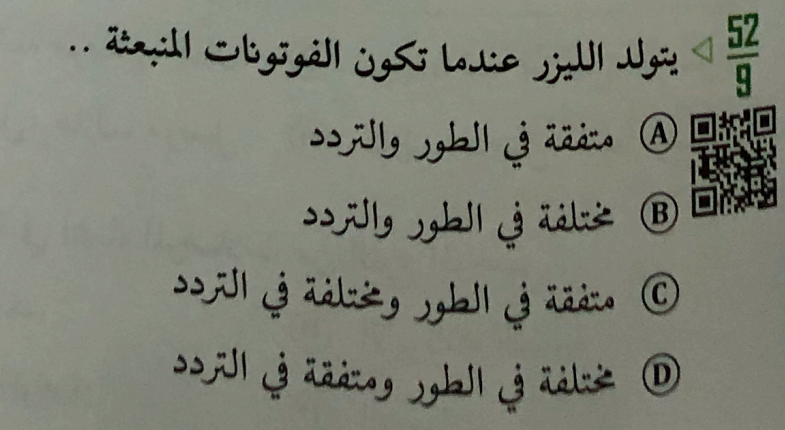 52
9
◁ يتولد الليزر عندما تكون الفوتونات المنبعثة ..
A متفقة في الطور والتردد
B مختلفة في الطور والتردد
C متفقة في الطور ومختلفة في التردد
D مختلفة في الطور ومتفقة في التردد